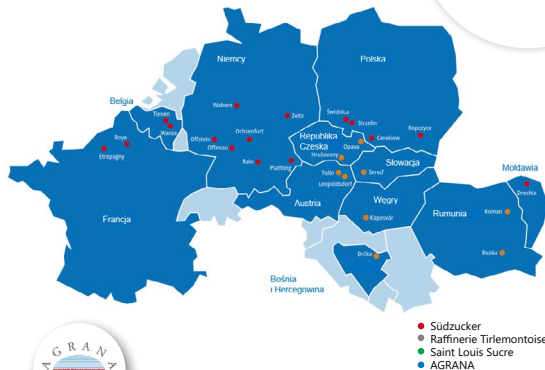 Niemcy
Polska
Belgia
Tienen
Wanze
Wabern
Zeitz
Świdnica
Strzelin
Cerekiew
Ropczyce
Roye
Etrepagny
Offstein
Offenau
Ochsenfurt
Rain
Plattling
Republika
Czeska
Opava
Hrušovany
Słowacja
Sereď
Tulln
Leopoldsdorf
Austria
Węgry
Kaposvár
Mołdawia
Drochia
Francja
Rumunia
Roman
Buzău
Brčko
Bośnia
i Hercegowina
Südzucker
Raffinerie Tirlemontoise
Saint Louis Sucre
AGRANA
AGRANA